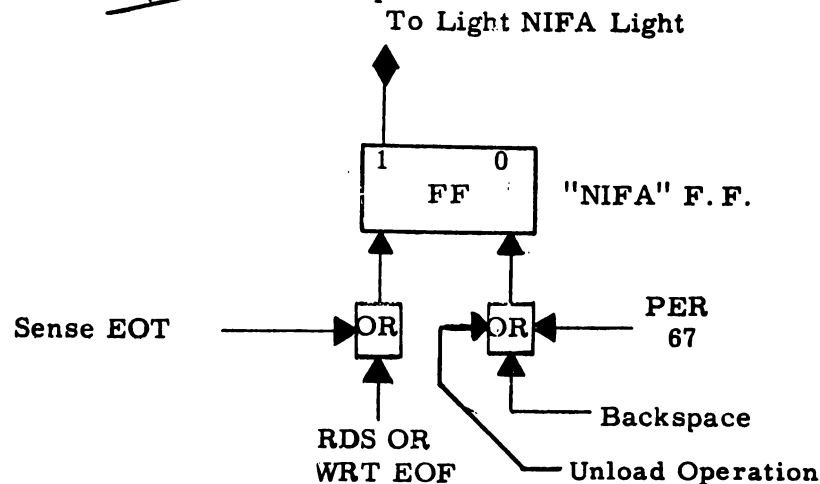 To Light NIFA Light
1 0
FF
"NIFA" F. F.
Sense EOT
OR
OR
PER
67
RDS OR
WRT EOF
Backspace
Unload Operation